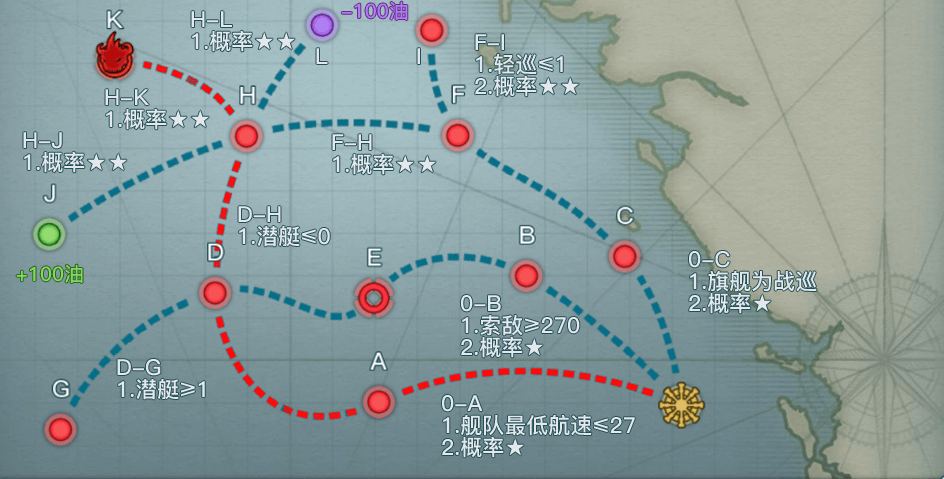 K
H-L
1.概率★★
-100油
L
I
F-I
1.轻巡≤1
2.概率★★
H-K
1.概率★★
H
F
H-J
1.概率★★
F-H
1.概率★★
J
+100油
D-H
1.潜艇≤0
D
E
B
C
0-C
1.旗舰为战巡
2.概率★
0-B
1.索敌≥270
2.概率★
D-G
1.潜艇≥1
G
A
0-A
1.舰队最低航速≤27
2.概率★